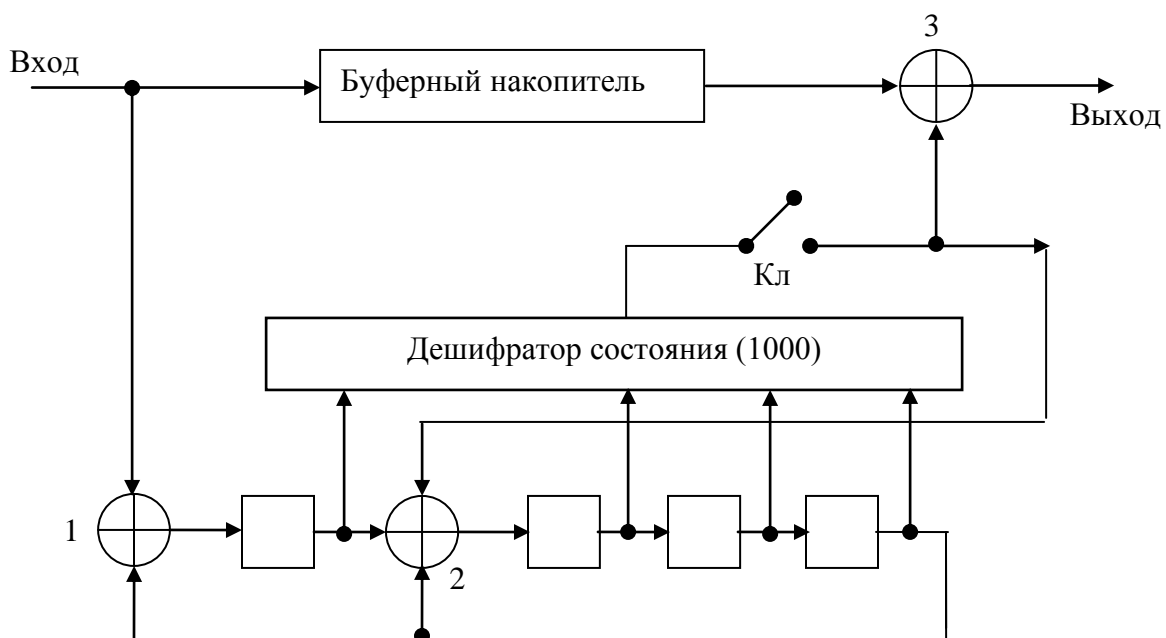 3
Вход
Буферный накопитель
Выход
Кл
Дешифратор состояния (1000)
1
2